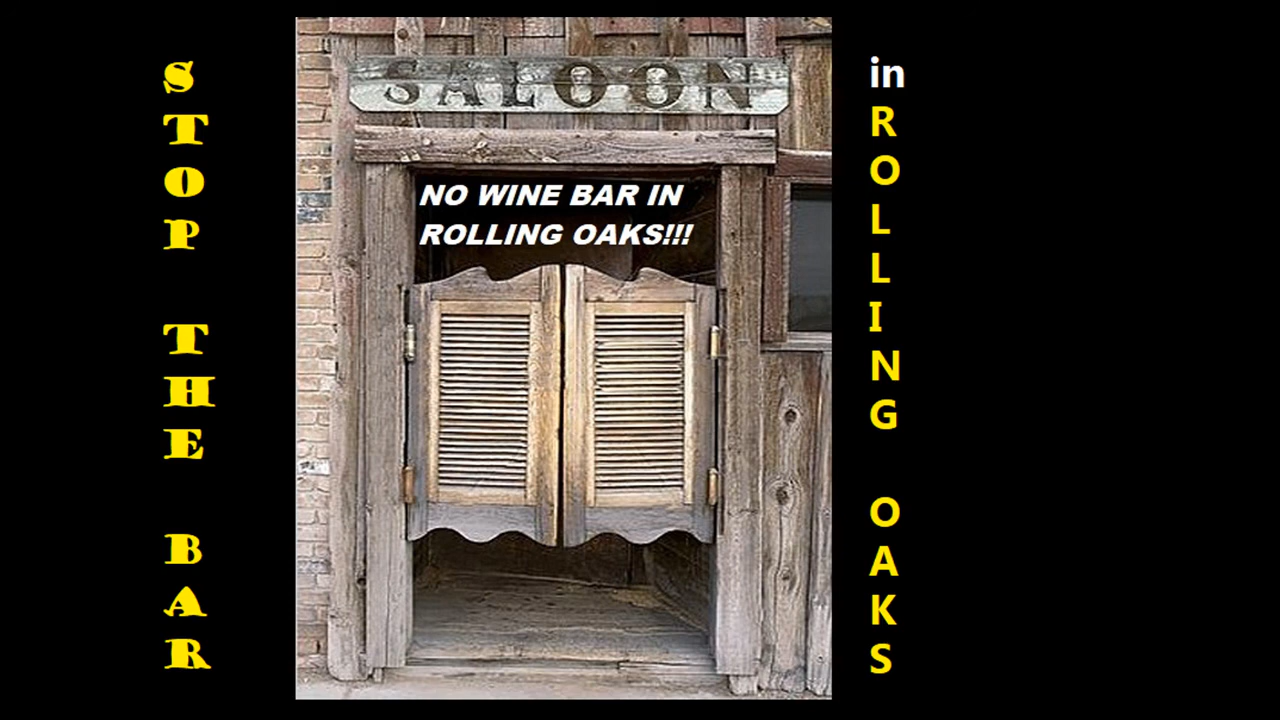 STOP THE BAR
SALOON
NO WINE BAR IN
ROLLING OAKS!!!
in
ROLLING OAKS